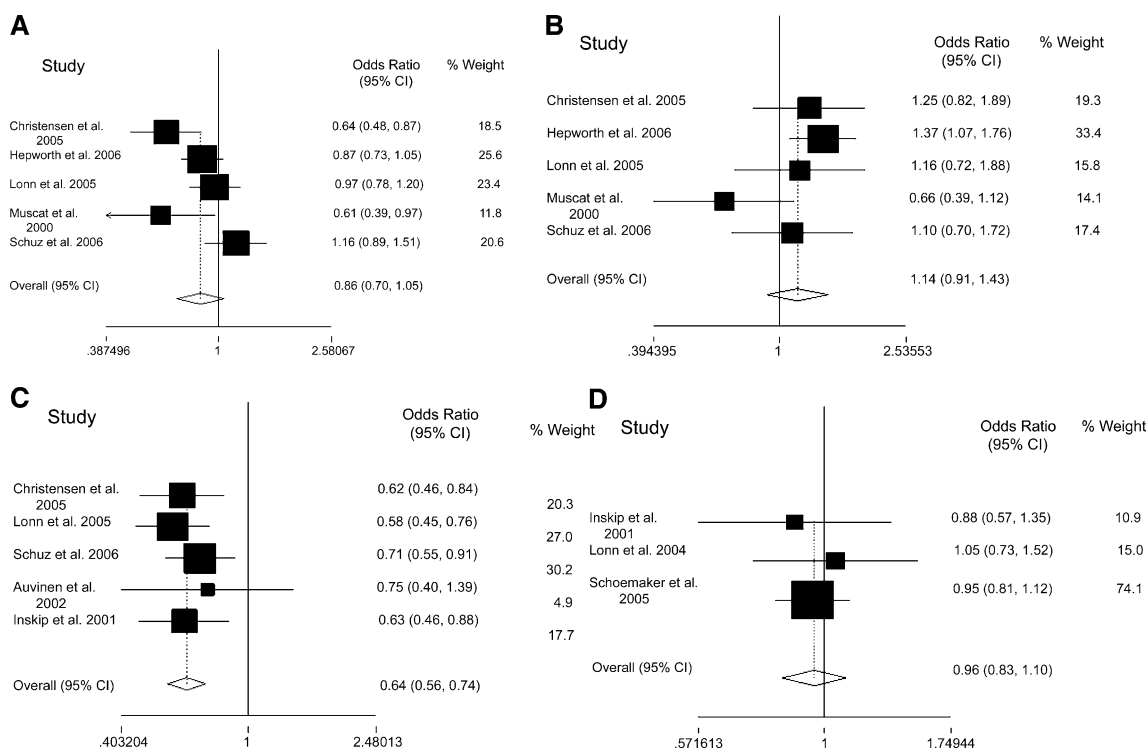 A
Study
Odds Ratio
(95% CI)
% Weight
Christensen et al.
2005
0.64 (0.48, 0.87)
18.5
Hepworth et al. 2006
0.87 (0.73, 1.05)
25.6
Lonn et al. 2005
0.97 (0.78, 1.20)
23.4
Muscat et al.
2000
0.61 (0.39, 0.97)
11.8
Schuz et al. 2006
1.16 (0.89, 1.51)
20.6
Overall (95% CI)
0.86 (0.70, 1.05)
.387496
1
2.58067
B
Study
Odds Ratio
(95% CI)
% Weight
Christensen et al. 2005
1.25 (0.82, 1.89)
19.3
Hepworth et al. 2006
1.37 (1.07, 1.76)
33.4
Lonn et al. 2005
1.16 (0.72, 1.88)
15.8
Muscat et al.
2000
0.66 (0.39, 1.12)
14.1
Schuz et al. 2006
1.10 (0.70, 1.72)
17.4
Overall (95% CI)
1.14 (0.91, 1.43)
.394395
1
2.53553
C
Study
Odds Ratio
(95% CI)
% Weight
Christensen et al.
2005
0.62 (0.46, 0.84)
20.3
Lonn et al. 2005
0.58 (0.45, 0.76)
27.0
Schuz et al. 2006
0.71 (0.55, 0.91)
30.2
Auvinen et al.
2002
0.75 (0.40, 1.39)
4.9
Inskip et al. 2001
0.63 (0.46, 0.88)
17.7
Overall (95% CI)
0.64 (0.56, 0.74)
.403204
1
2.48013
D
Study
Odds Ratio
(95% CI)
% Weight
Inskip et al.
2001
0.88 (0.57, 1.35)
10.9
Lonn et al. 2004
1.05 (0.73, 1.52)
15.0
Schoemaker et al.
2005
0.95 (0.81, 1.12)
74.1
Overall (95% CI)
0.96 (0.83, 1.10)
.571613
1
1.74944